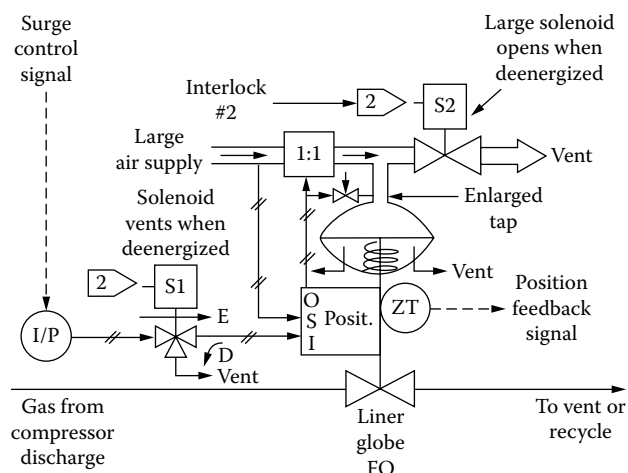 Surge
control
signal
Large solenoid
opens when
deenergized
Interlock
#2
2
S2
Large
air supply
1:1
Vent
Solenoid
vents when
deenergized
Enlarged
tap
2
S1
Vent
E
O
S
I
Posit.
ZT
Position
feedback
signal
I/P
D
Vent
Gas from
compressor
discharge
Liner
globe
FO
To vent or
recycle